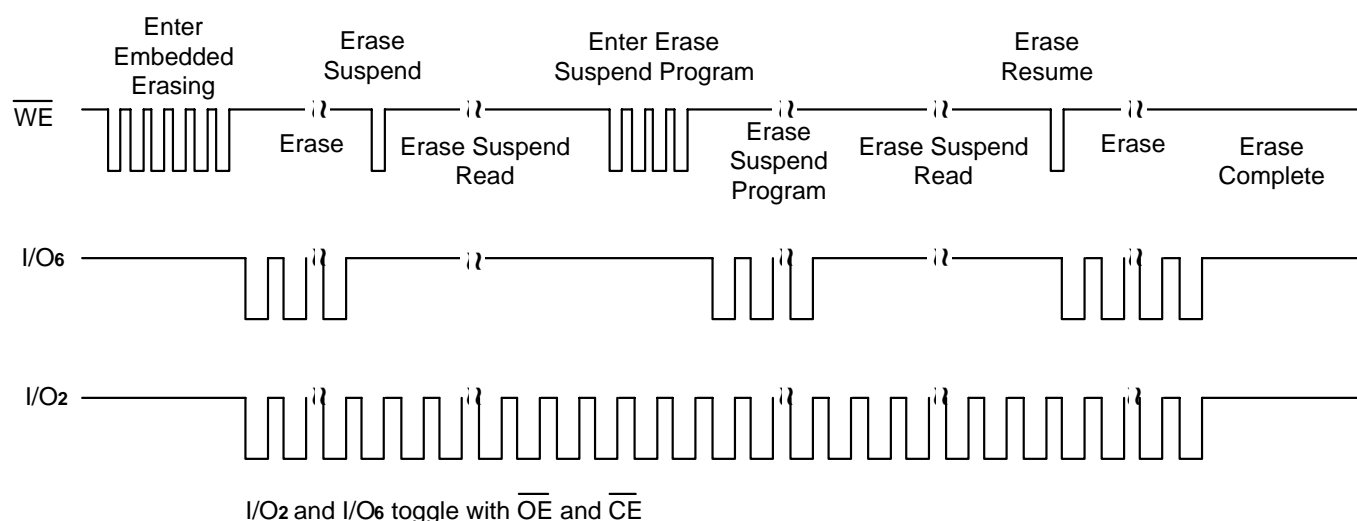 Enter
Embedded
Erasing
Erase
Suspend
Enter Erase
Suspend Program
Erase
Resume
WE
Erase
Erase Suspend
Read
Erase
Suspend
Program
Erase Suspend
Read
Erase
Erase
Complete
I/O6
I/O2
I/O2 and I/O6 toggle with OE and CE